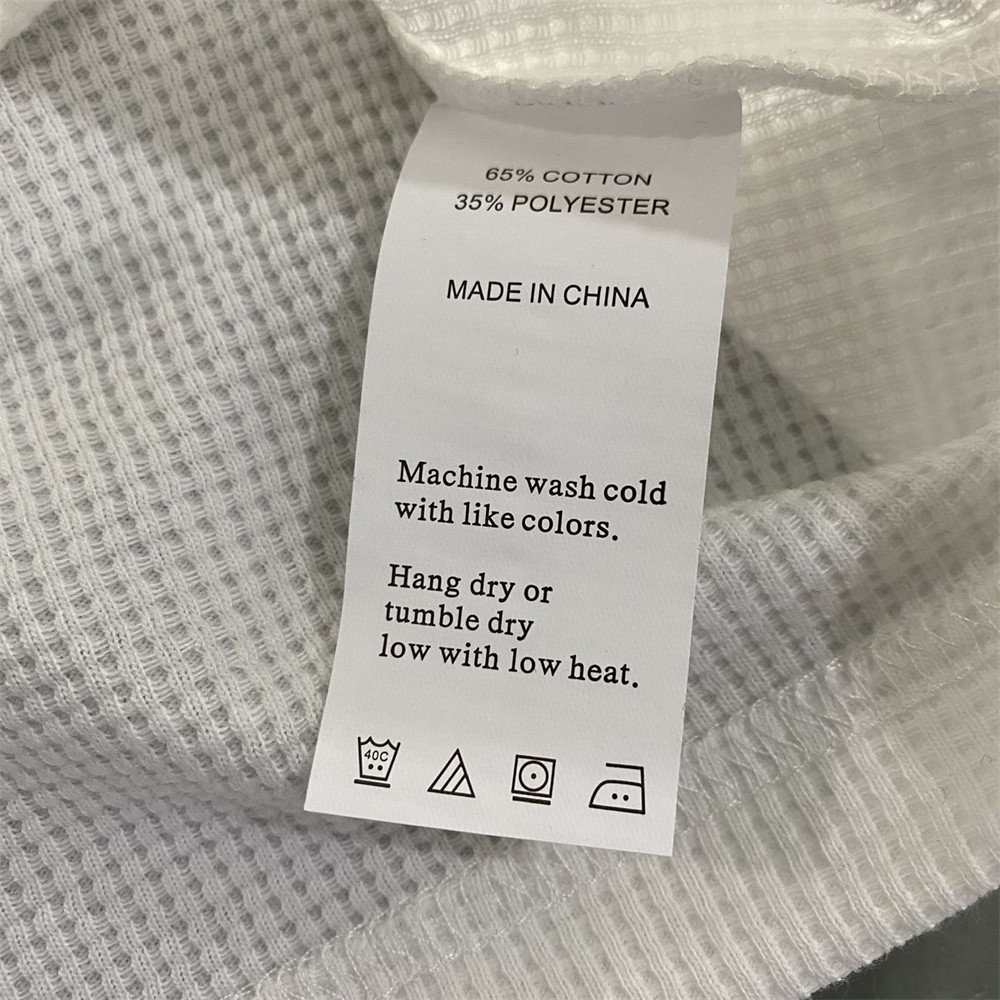 65% COTTON
35% POLYESTER
MADE IN CHINA
Machine wash cold
with like colors.
Hang dry or
tumble dry
low with low heat.
40C